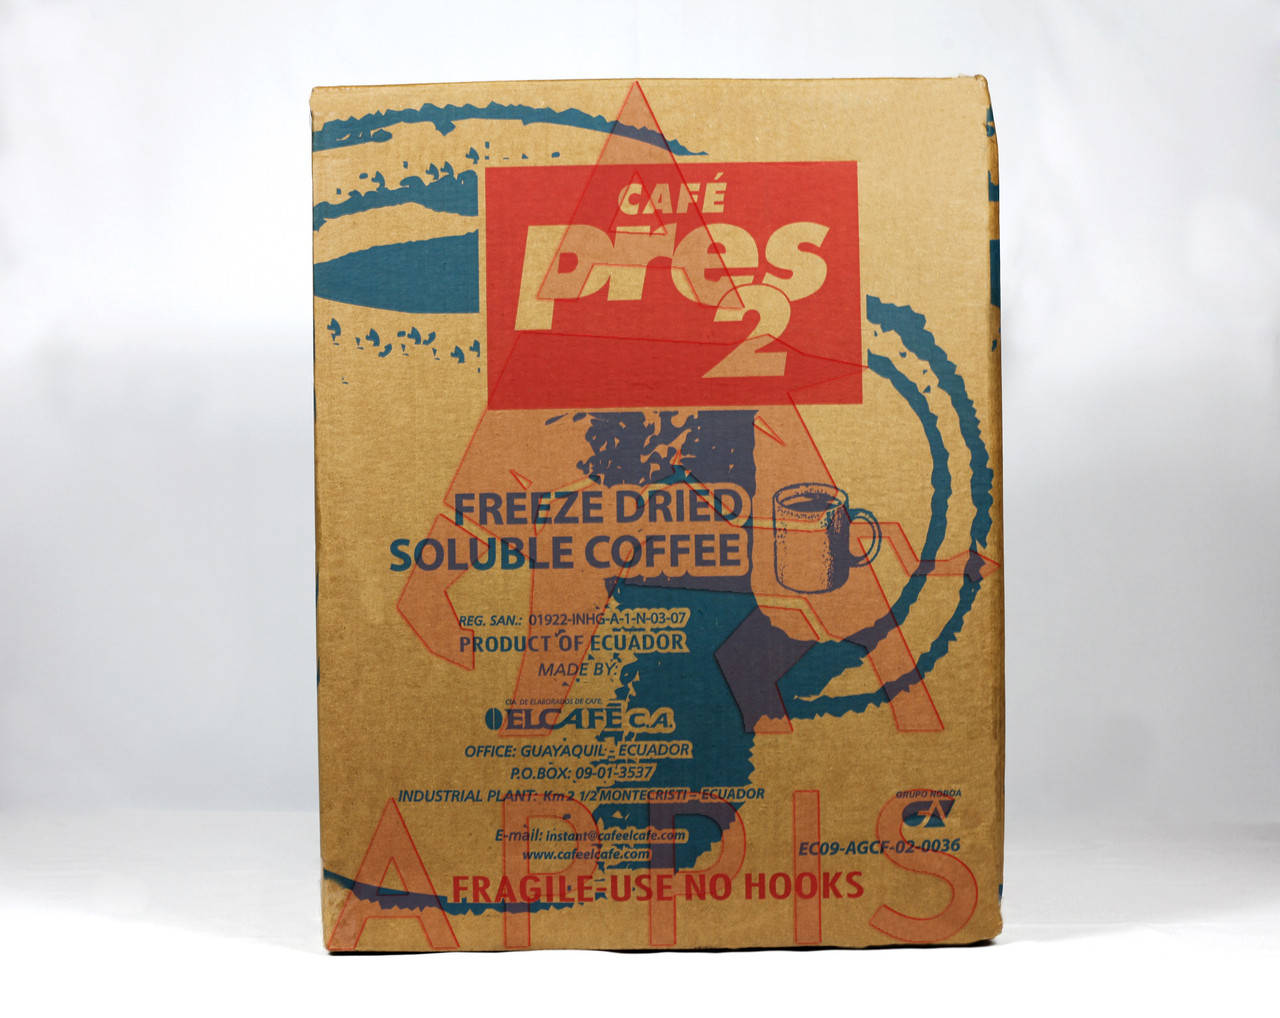 CAFÉ
pres
2
FREEZE DRIED
SOLUBLE COFFEE
REG. SAN.: 01922-INHG-A-1-N-03-07
PRODUCT OF ECUADOR
MADE BY:
CIA. DE ELABORADOS DE CAFE.
ELCAFÉ C.A.
OFFICE: GUAYAQUIL - ECUADOR
P.O.BOX: 09-01-3537
INDUSTRIAL PLANT: Km 2 1/2 MONTECRISTI - ECUADOR
GRUPO NOBOA
E-mail: instant@cafeelcafe.com
www.cafeelcafe.com
EC09-AGCF-02-0036
FRAGILE-USE NO HOOKS
APPIS